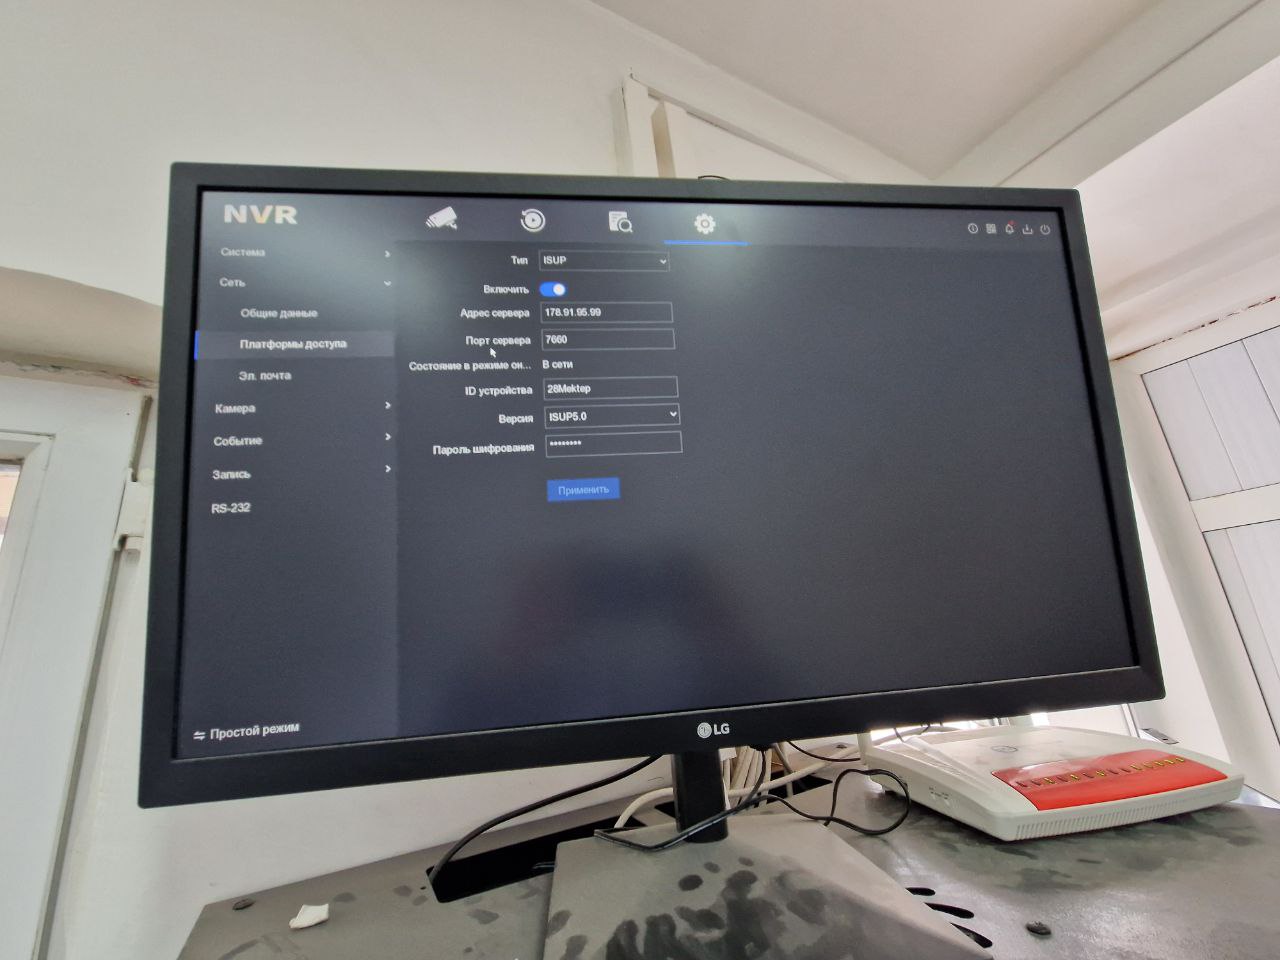 NVR
Система
Сеть
Общие данные
Платформы доступа
Эл. почта
Камера
Событие
Запись
RS-232
Простой режим
Тип ISUP
Включить
Адрес сервера 178.91.95.99
Порт сервера 7660
Состояние в режиме он... В сети
ID устройства 28Mektep
Версия ISUP5.0
Пароль шифрования ********
Применить
LG